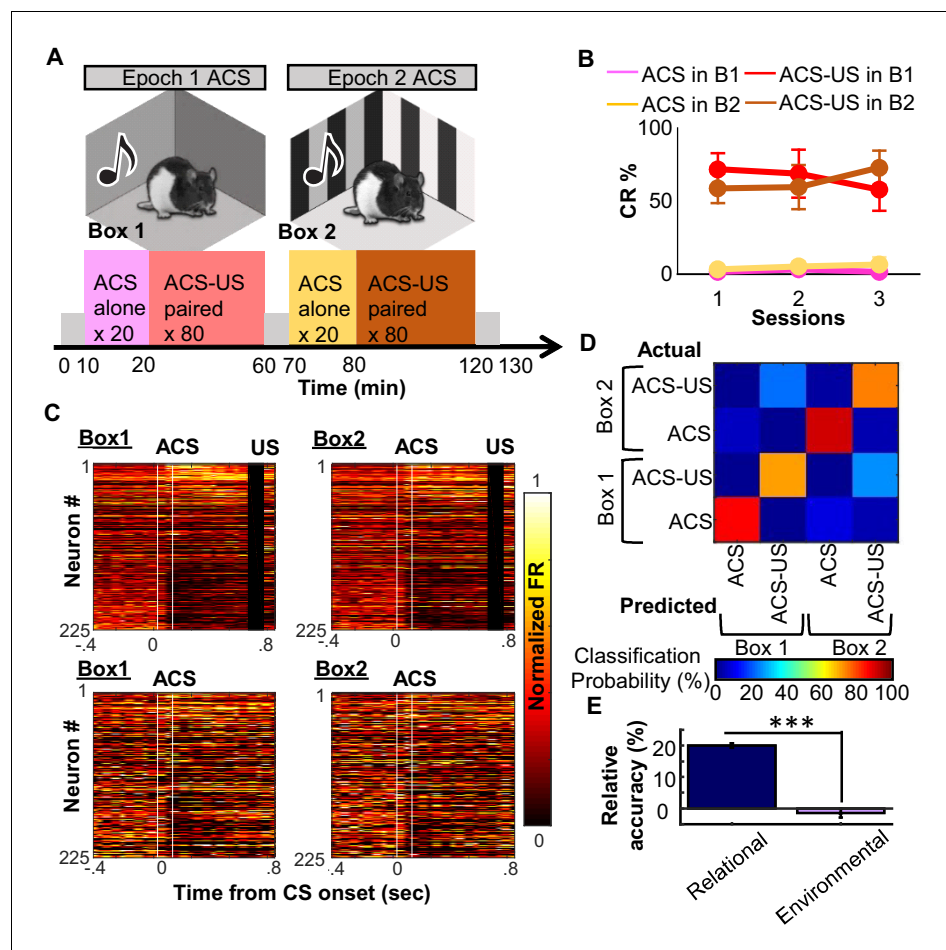 A
Epoch 1 ACS
Epoch 2 ACS
Box 1
Box 2
ACS alone x 20
ACS-US paired x 80
ACS alone x 20
ACS-US paired x 80
0 10 20 60 70 80 120 130
Time (min)
B
ACS in B1
ACS-US in B1
ACS in B2
ACS-US in B2
100
50
0
CR %
1 2 3
Sessions
C
Box1 ACS US
Box2 ACS US
1
Neuron #
225
-.4 0 .8
1
225
-.4 0 .8
Box1 ACS
Box2 ACS
1
Neuron #
225
-.4 0 .8
1
225
-.4 0 .8
Time from CS onset (sec)
1
Normalized FR
0
D
Actual
Box 2
ACS-US
ACS
Box 1
ACS-US
ACS
ACS ACS-US ACS ACS-US
Predicted
Box 1 Box 2
Classification
Probability (%)
0 20 40 60 80 100
E
***
Relative
accuracy (%)
20
10
0
Relational
Environmental